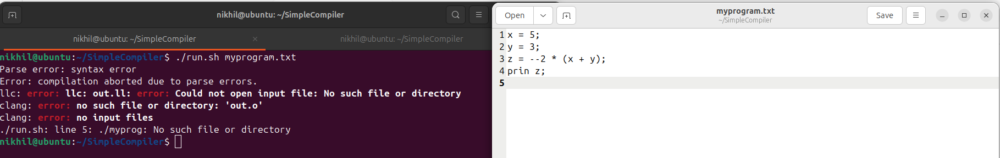 nikhil@ubuntu: ~/SimpleCompiler
nikhil@ubuntu: ~/SimpleCompiler ×
nikhil@ubuntu: ~/SimpleCompiler
nikhil@ubuntu:~/SimpleCompiler$ ./run.sh myprogram.txt
Parse error: syntax error
Error: compilation aborted due to parse errors.
llc: error: llc: out.ll: error: Could not open input file: No such file or directory
clang: error: no such file or directory: 'out.o'
clang: error: no input files
./run.sh: line 5: ./myprog: No such file or directory
nikhil@ubuntu:~/SimpleCompiler$
Open
myprogram.txt
~/SimpleCompiler
Save
1 x = 5;
2 y = 3;
3 z = --2 * (x + y);
4 prin z;
5